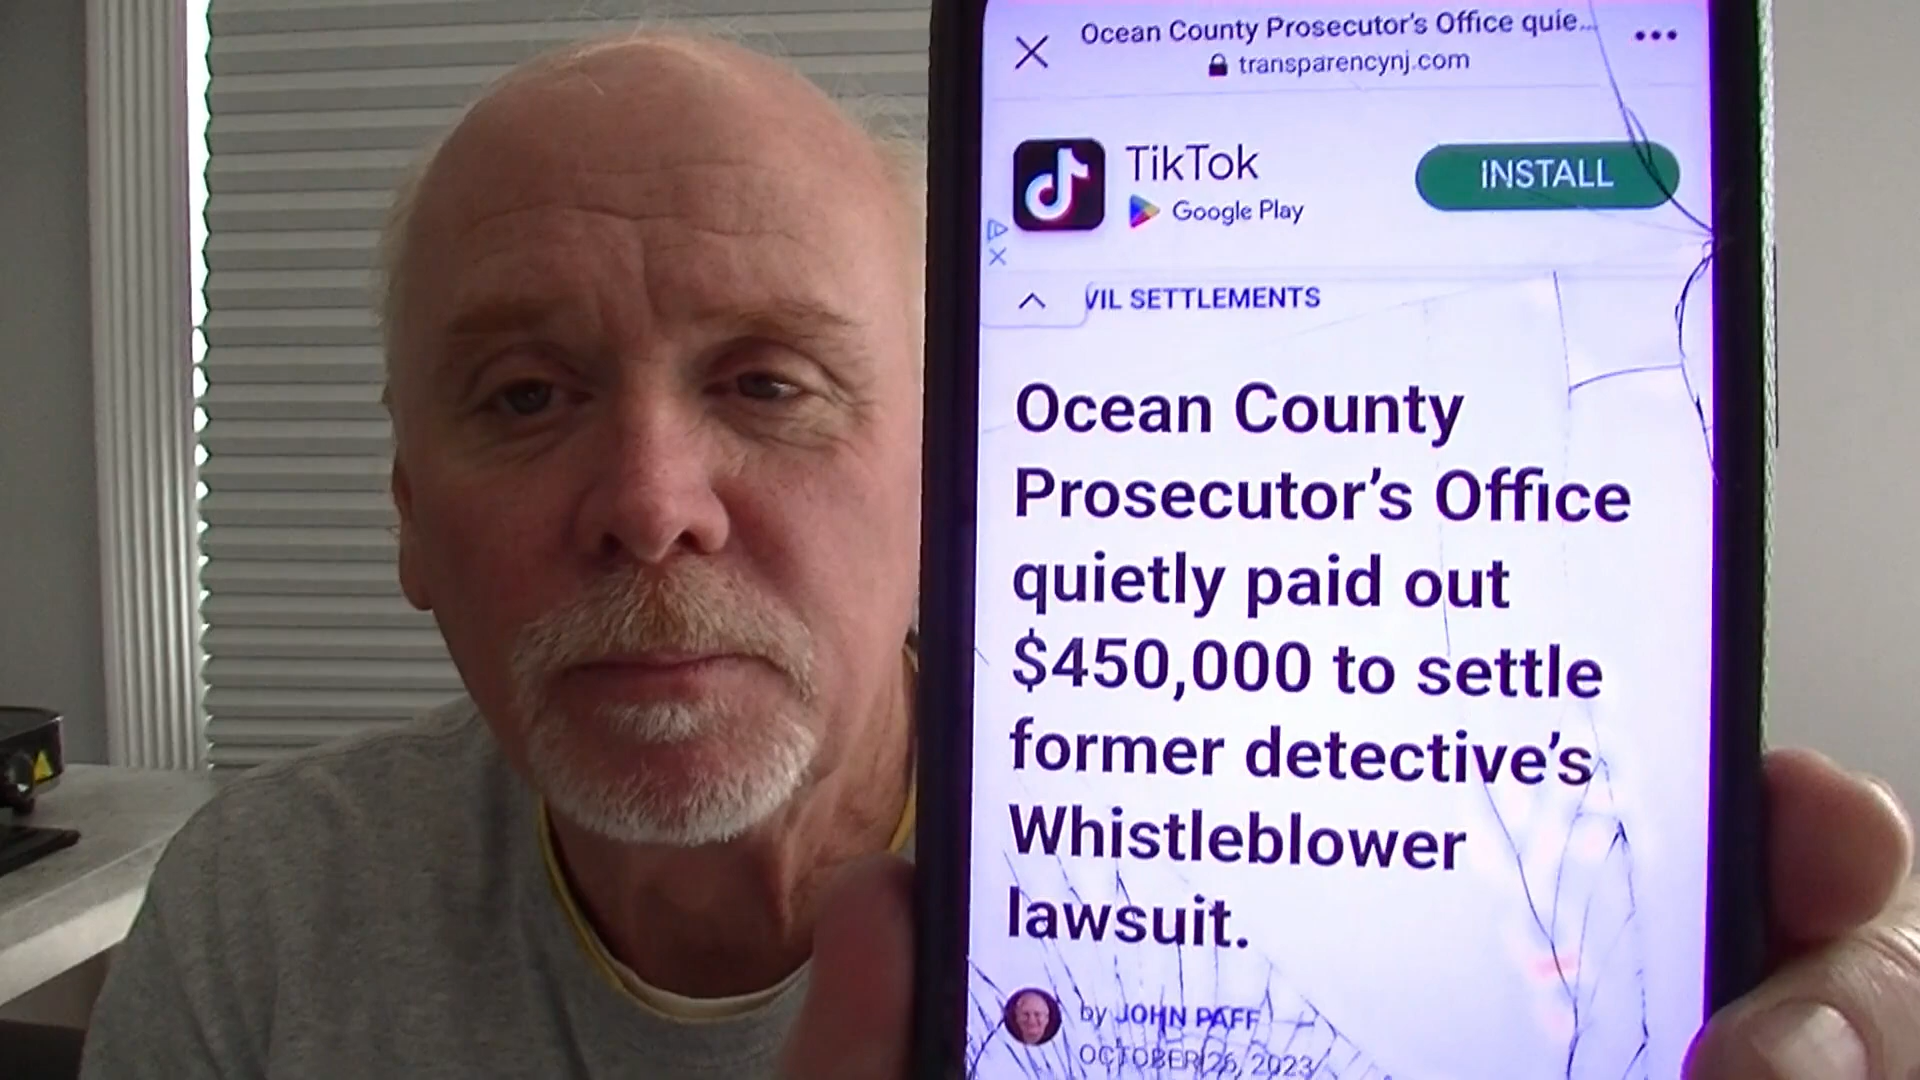 Ocean County Prosecutor's Office quie...
transparencynj.com
TikTok
Google Play
INSTALL
VIL SETTLEMENTS
Ocean County
Prosecutor's Office
quietly paid out
$450,000 to settle
former detective's
Whistleblower
lawsuit.
by JOHN PAFF
OCTOBER 26, 2023